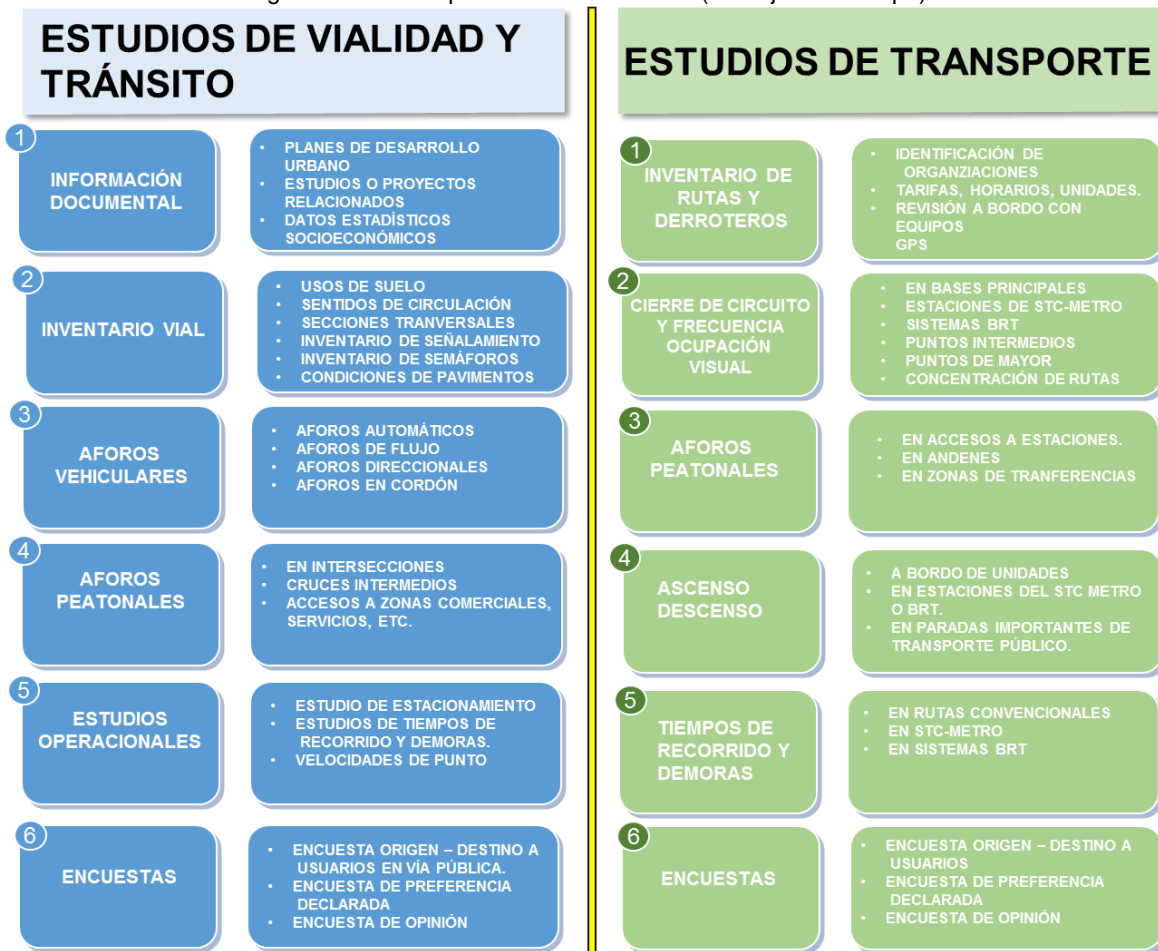 ESTUDIOS DE VIALIDAD Y
TRÁNSITO
1
INFORMACIÓN
DOCUMENTAL
• PLANES DE DESARROLLO
URBANO
• ESTUDIOS O PROYECTOS
RELACIONADOS
• DATOS ESTADÍSTICOS
SOCIOECONÓMICOS
2
INVENTARIO VIAL
• USOS DE SUELO
• SENTIDOS DE CIRCULACIÓN
• SECCIONES TRANVERSALES
• INVENTARIO DE SEÑALAMIENTO
• INVENTARIO DE SEMÁFOROS
• CONDICIONES DE PAVIMENTOS
3
AFOROS
VEHICULARES
• AFOROS AUTOMÁTICOS
• AFOROS DE FLUJO
• AFOROS DIRECCIONALES
• AFOROS EN CORDÓN
4
AFOROS
PEATONALES
• EN INTERSECCIONES
• CRUCES INTERMEDIOS
• ACCESOS A ZONAS COMERCIALES,
SERVICIOS, ETC.
5
ESTUDIOS
OPERACIONALES
• ESTUDIO DE ESTACIONAMIENTO
• ESTUDIOS DE TIEMPOS DE
RECORRIDO Y DEMORAS.
• VELOCIDADES DE PUNTO
6
ENCUESTAS
• ENCUESTA ORIGEN – DESTINO A
USUARIOS EN VÍA PÚBLICA.
• ENCUESTA DE PREFERENCIA
DECLARADA
• ENCUESTA DE OPINIÓN
ESTUDIOS DE TRANSPORTE
1
INVENTARIO DE
RUTAS Y
DERROTEROS
• IDENTIFICACIÓN DE
ORGANZIACIONES
• TARIFAS, HORARIOS, UNIDADES.
• REVISIÓN A BORDO CON
EQUIPOS
GPS
2
CIERRE DE CIRCUITO
Y FRECUENCIA
OCUPACIÓN
VISUAL
• EN BASES PRINCIPALES
• ESTACIONES DE STC-METRO
• SISTEMAS BRT
• PUNTOS INTERMEDIOS
• PUNTOS DE MAYOR
• CONCENTRACIÓN DE RUTAS
3
AFOROS
PEATONALES
• EN ACCESOS A ESTACIONES.
• EN ANDENES
• EN ZONAS DE TRANFERENCIAS
4
ASCENSO
DESCENSO
• A BORDO DE UNIDADES
• EN ESTACIONES DEL STC METRO
O BRT.
• EN PARADAS IMPORTANTES DE
TRANSPORTE PÚBLICO.
5
TIEMPOS DE
RECORRIDO Y
DEMORAS
• EN RUTAS CONVENCIONALES
• EN STC-METRO
• EN SISTEMAS BRT
6
ENCUESTAS
• ENCUESTA ORIGEN – DESTINO A
USUARIOS
• ENCUESTA DE PREFERENCIA
DECLARADA
• ENCUESTA DE OPINIÓN